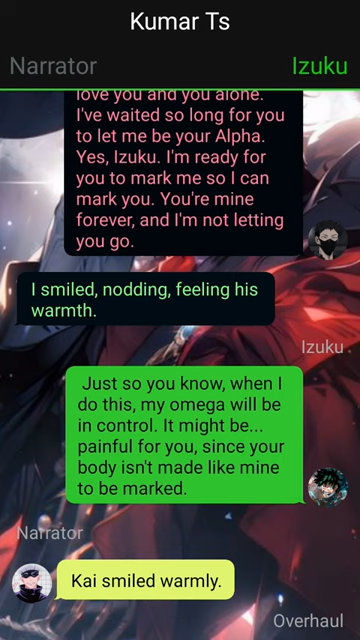 Kumar Ts
Narrator
Izuku
love you and you alone.
I've waited so long for you
to let me be your Alpha.
Yes, Izuku. I'm ready for
you to mark me so I can
mark you. You're mine
forever, and I'm not letting
you go.
I smiled, nodding, feeling his
warmth.
Izuku
Just so you know, when I
do this, my omega will be
in control. It might be...
painful for you, since your
body isn't made like mine
to be marked.
Narrator
Kai smiled warmly.
Overhaul